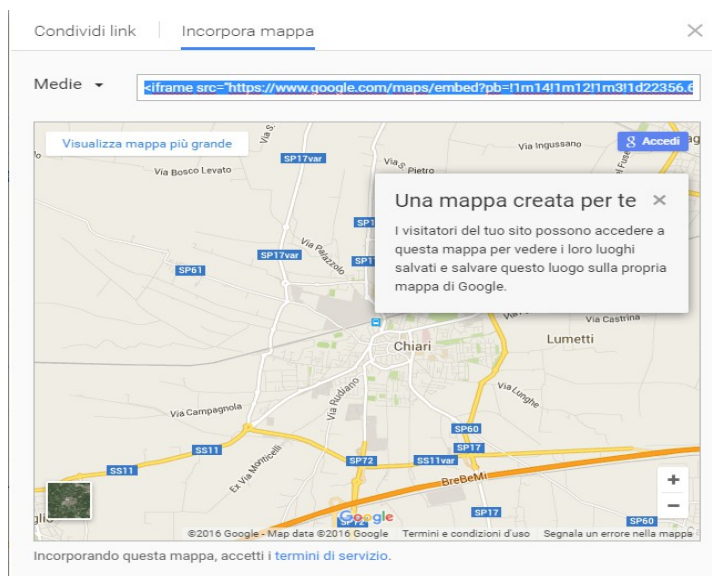 Condividi link
Incorpora mappa
Medie
<iframe src="https://www.google.com/maps/embed?pb=!1m14!1m12!1m3!1d22356.6
Visualizza mappa più grande
Accedi
Via S.
Via Ingussano
SP17var
Via S. Pietro
Via Bosco Levato
Una mappa creata per te
I visitatori del tuo sito possono accedere a
questa mappa per vedere i loro luoghi
salvati e salvare questo luogo sulla propria
mappa di Google.
Via Palazzolo
SP17var
SP61
Via Castrina
Chiari
Lumetti
Via Rudiano
Via Lunghe
Via Campagnola
SP60
SP17
SS11
Ex Via Monticelli
SP72
SS11var
BreBeMi
Google
SP17
SP72
SP60
©2016 Google - Map data ©2016 Google
Termini e condizioni d'uso
Segnala un errore nella mappa
Incorporando questa mappa, accetti i termini di servizio.